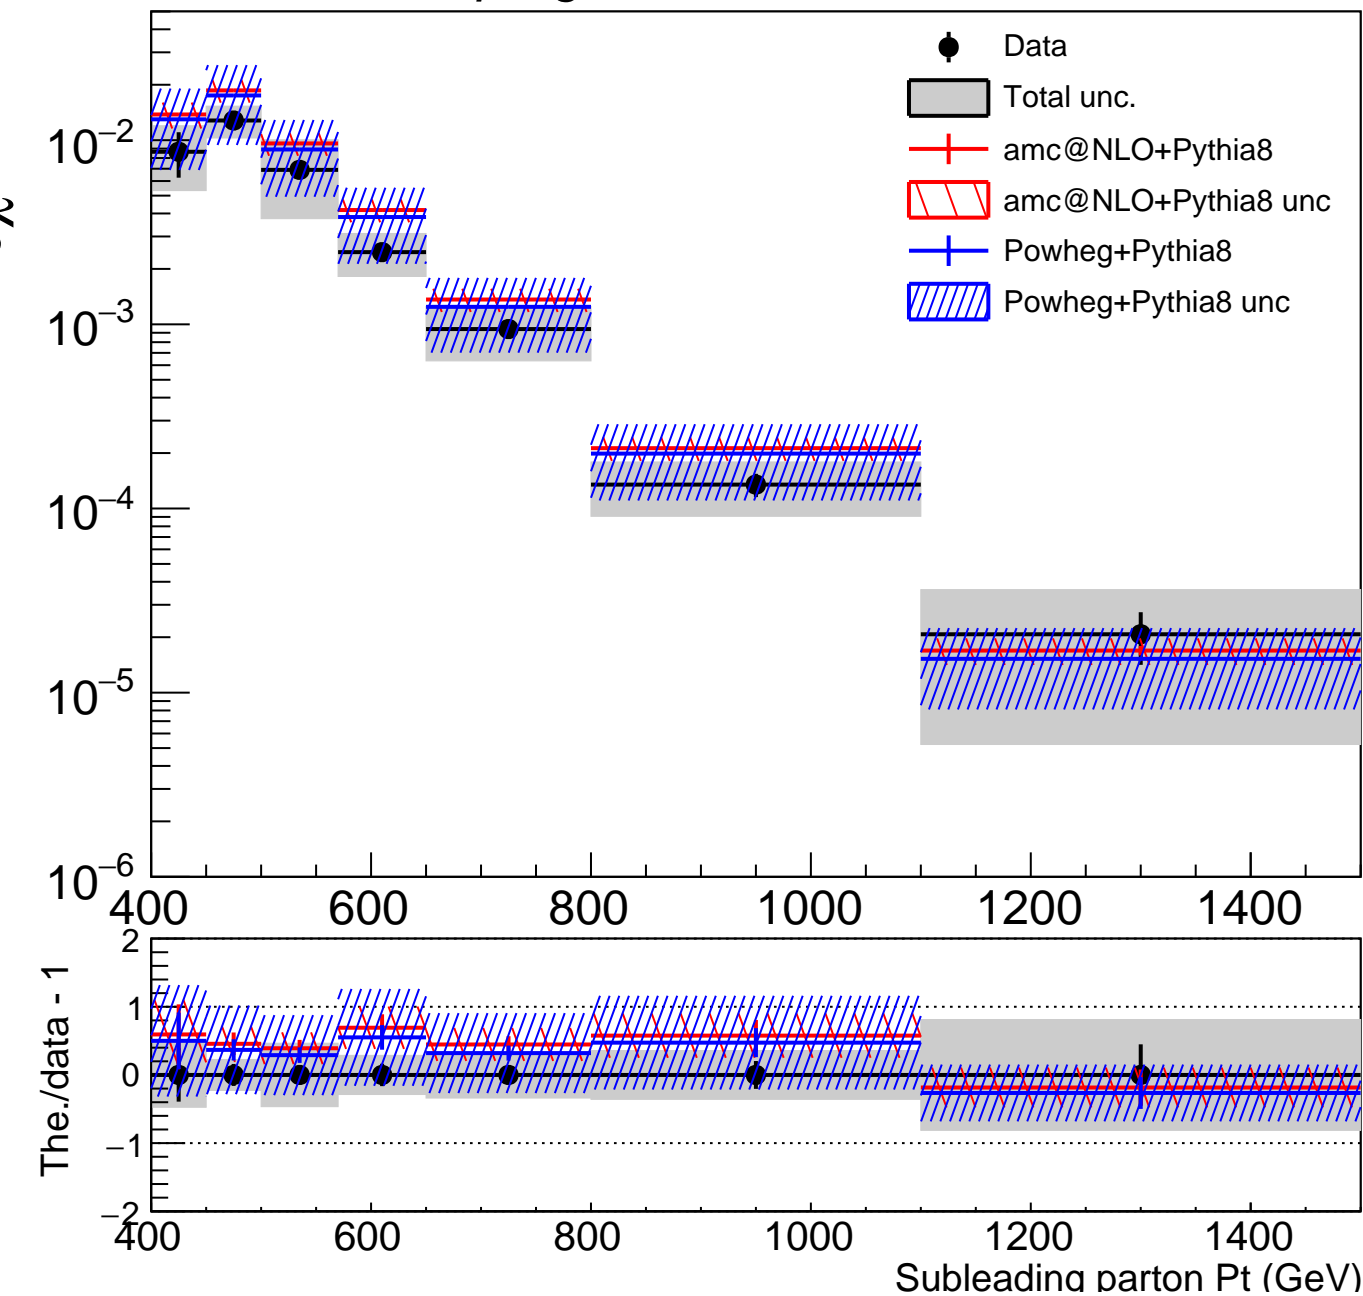 Data
Total unc.
amc@NLO+Pythia8
amc@NLO+Pythia8 unc
Powheg+Pythia8
Powheg+Pythia8 unc
10⁻²
10⁻³
10⁻⁴
10⁻⁵
10⁻⁶
400 600 800 1000 1200 1400
The./data - 1
2
1
0
−1
−2
400 600 800 1000 1200 1400
Subleading parton Pt (GeV)